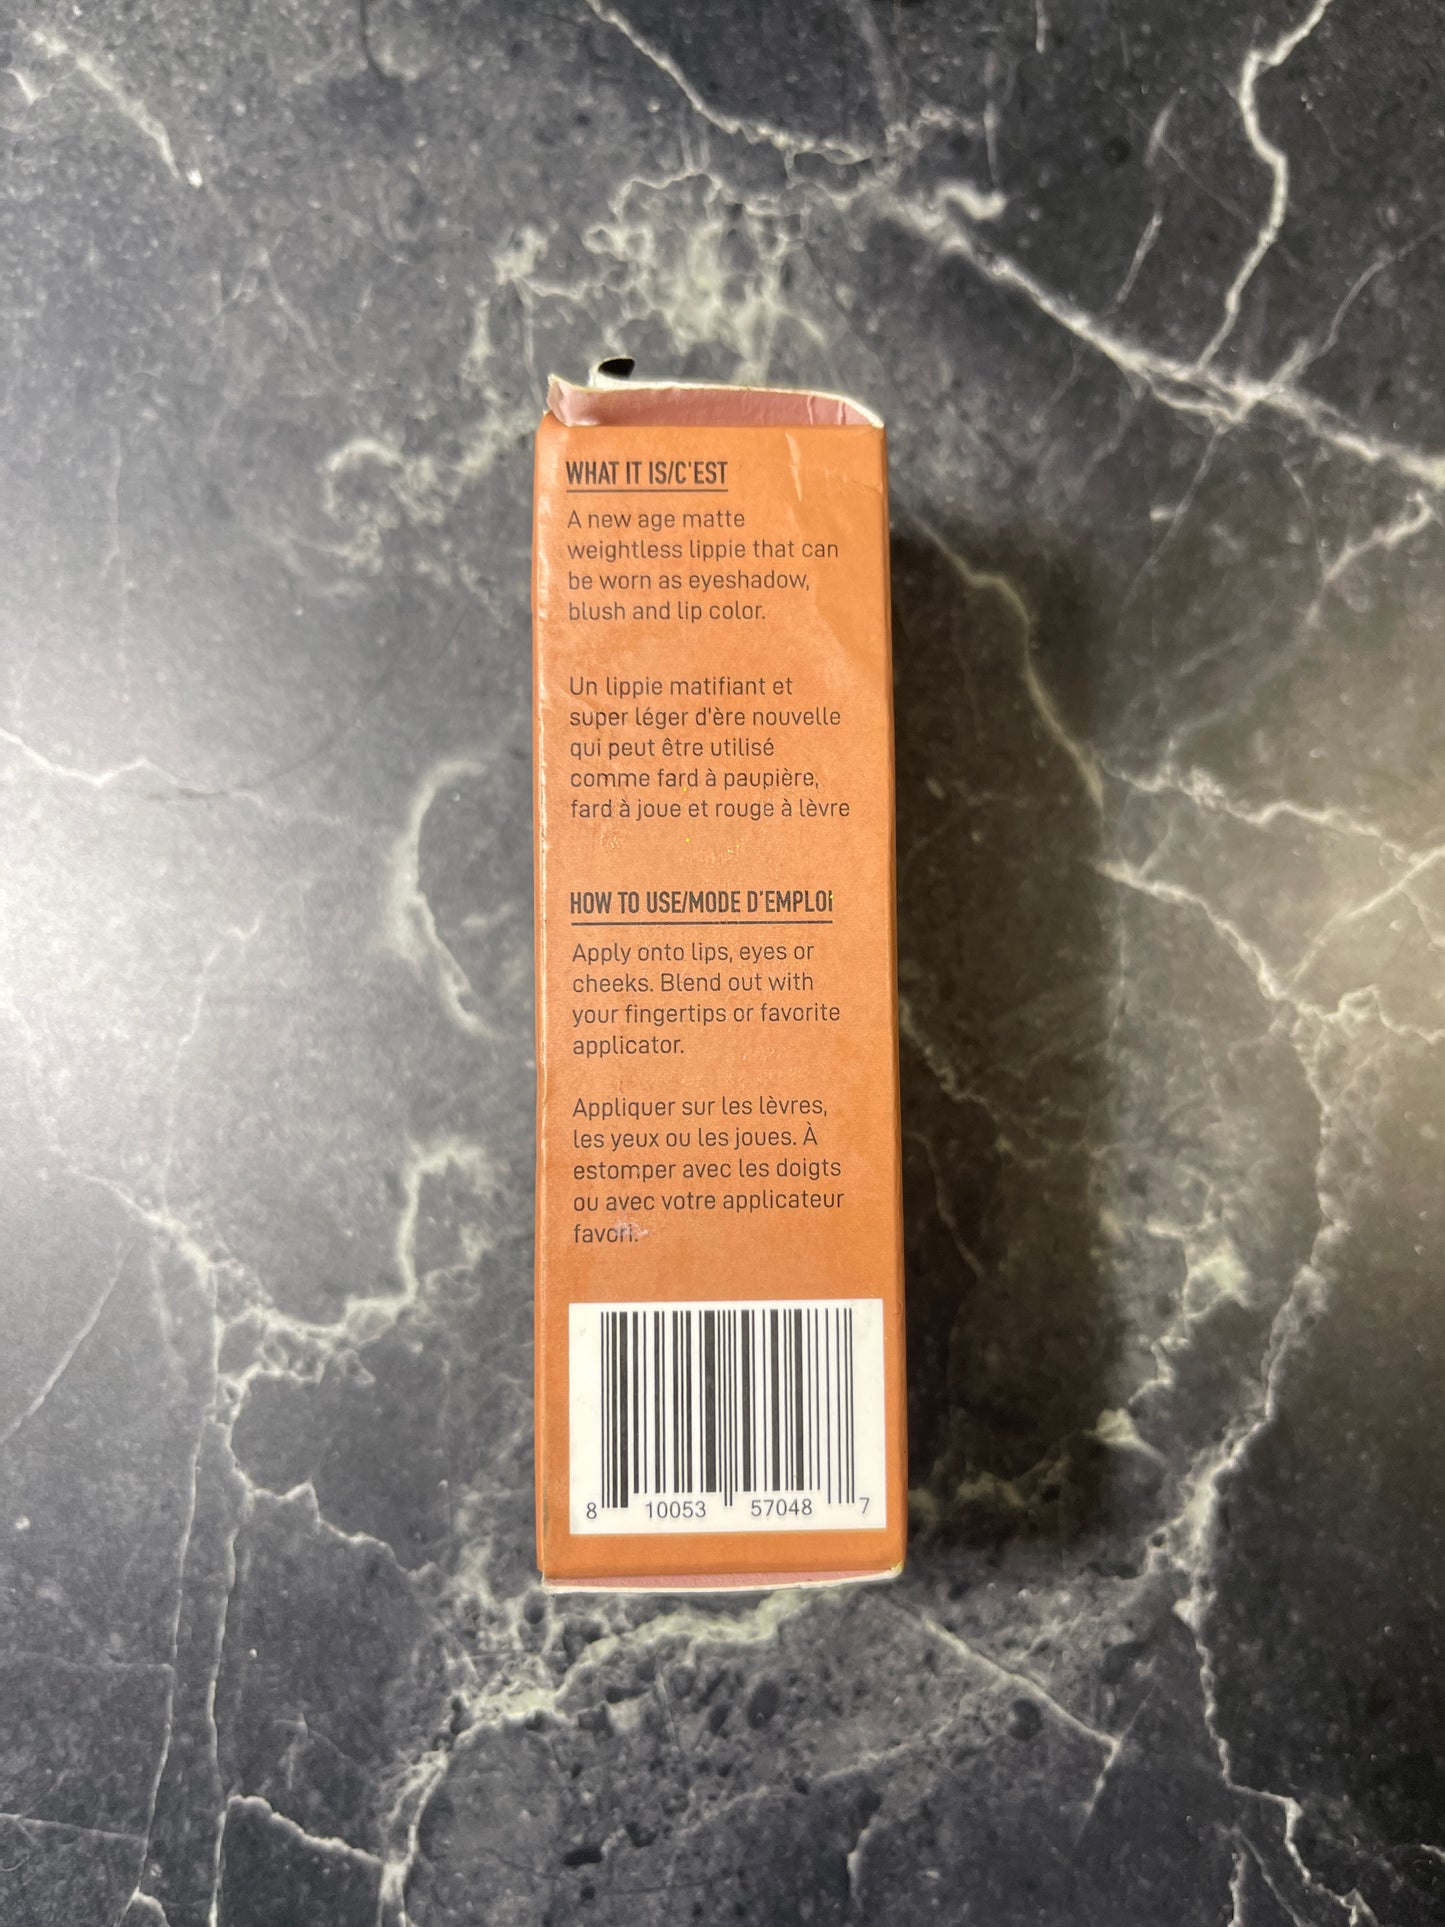 WHAT IT IS/C'EST
A new age matte
weightless lippie that can
be worn as eyeshadow,
blush and lip color.
Un lippie matifiant et
super léger d'ère nouvelle
qui peut être utilisé
comme fard à paupière,
fard à joue et rouge à lèvre
HOW TO USE/MODE D'EMPLOI
Apply onto lips, eyes or
cheeks. Blend out with
your fingertips or favorite
applicator.
Appliquer sur les lèvres,
les yeux ou les joues. À
estomper avec les doigts
ou avec votre applicateur
favori.
8 10053 57048 7